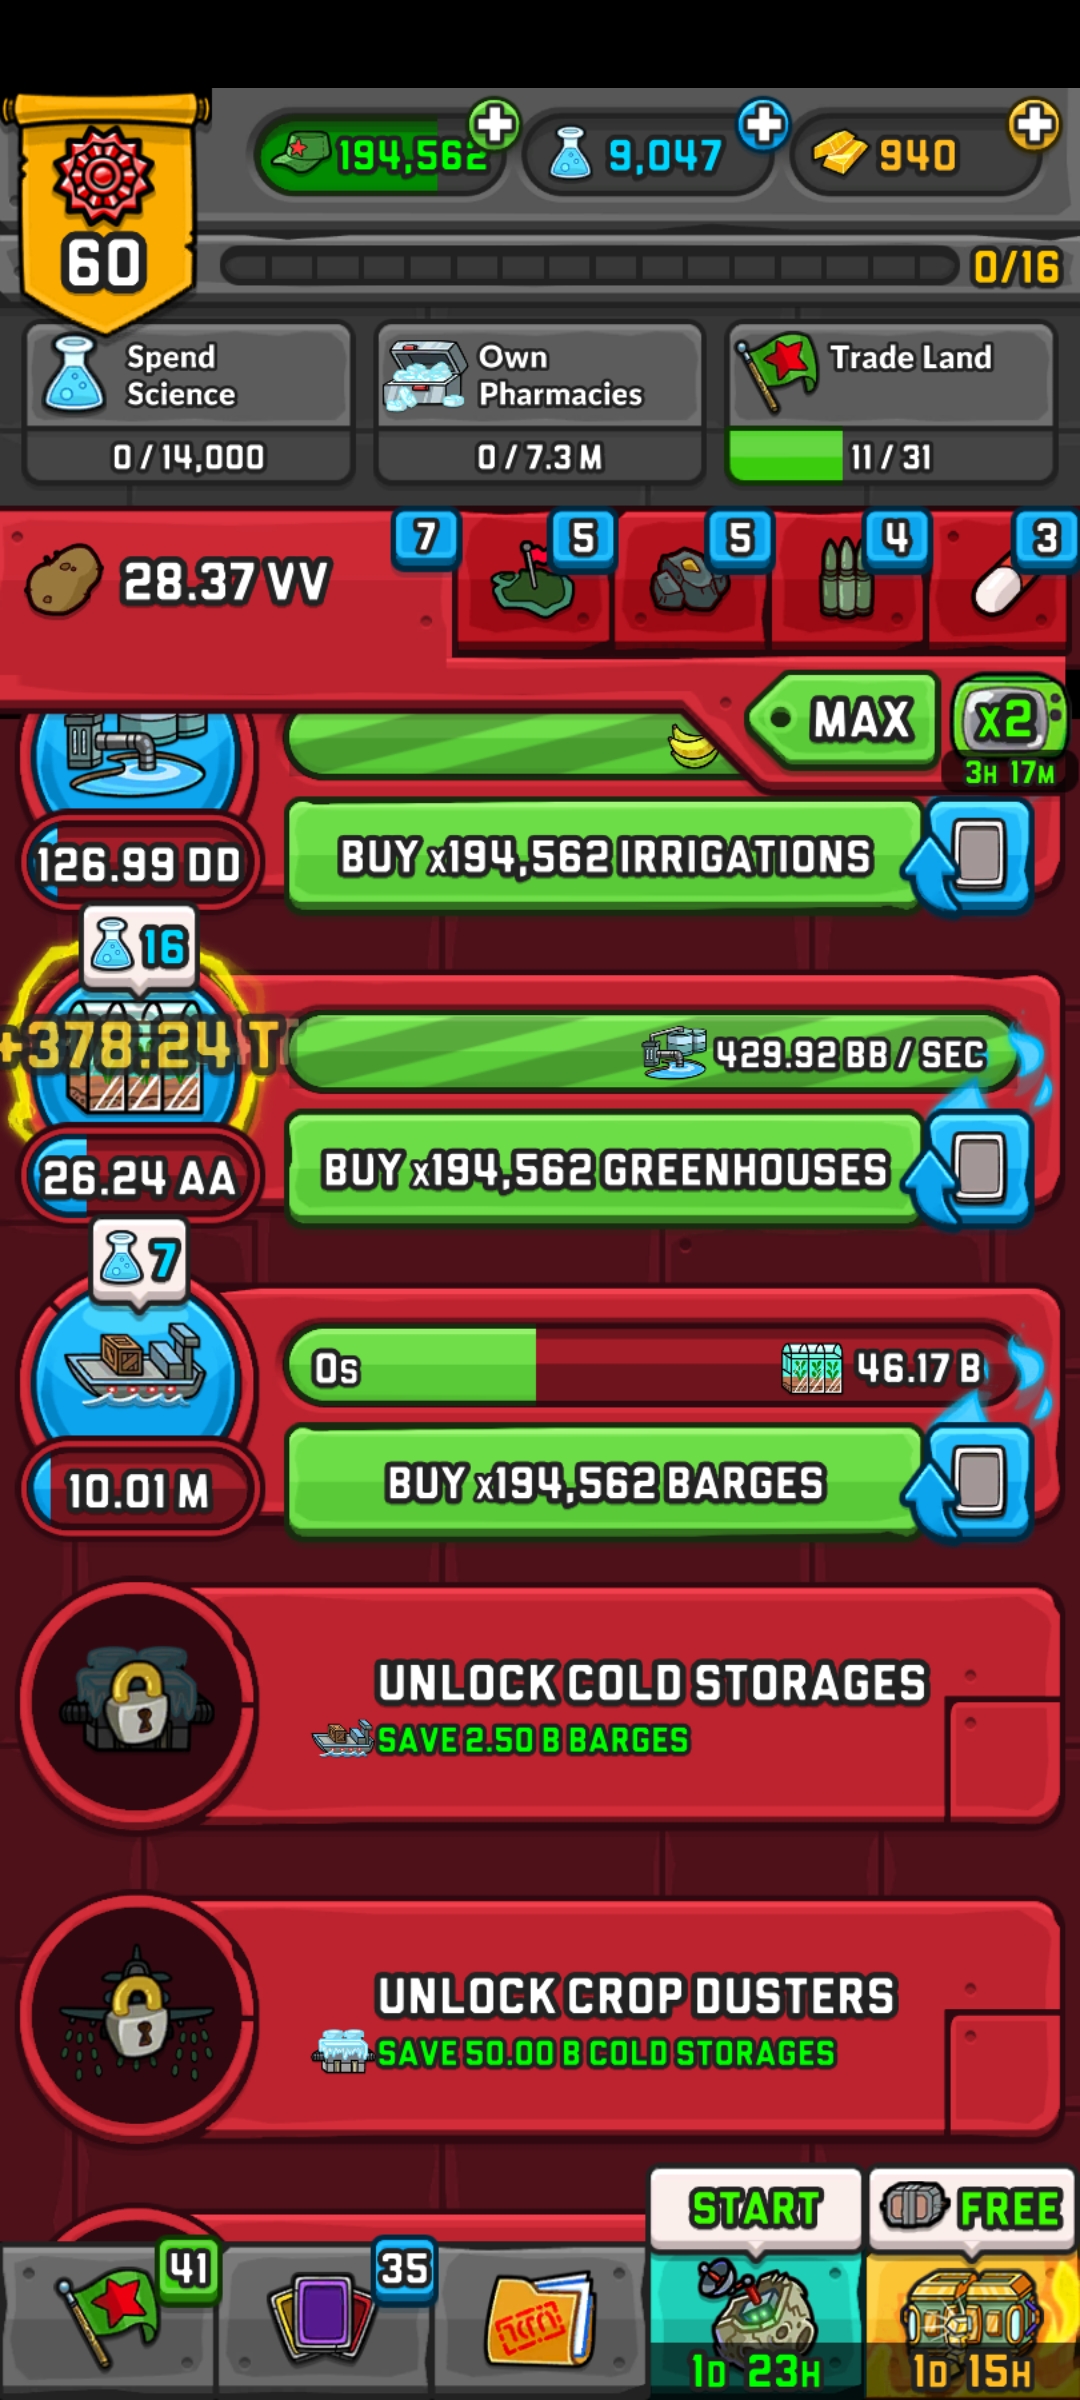 194,562
9,047
940
60
0/16
Spend
Science
0 / 14,000
Own
Pharmacies
0 / 7.3 M
Trade Land
11 / 31
28.37 VV
7
5
5
4
3
MAX
x2
3H 17M
126.99 DD
BUY x194,562 IRRIGATIONS
16
+378.24 T
429.92 BB / SEC
26.24 AA
BUY x194,562 GREENHOUSES
7
0s
46.17 B
10.01 M
BUY x194,562 BARGES
UNLOCK COLD STORAGES
SAVE 2.50 B BARGES
UNLOCK CROP DUSTERS
SAVE 50.00 B COLD STORAGES
START
FREE
41
35
1D 23H
1D 15H